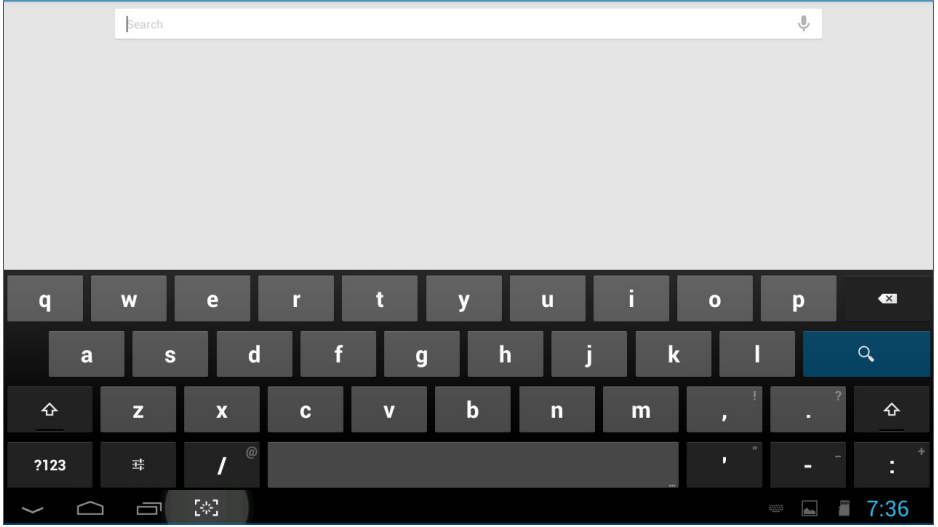 Search
q w e r t y u i o p
a s d f g h j k l
z x c v b n m , ! . ?
?123 / @ ... ' " - _ : +
7:36